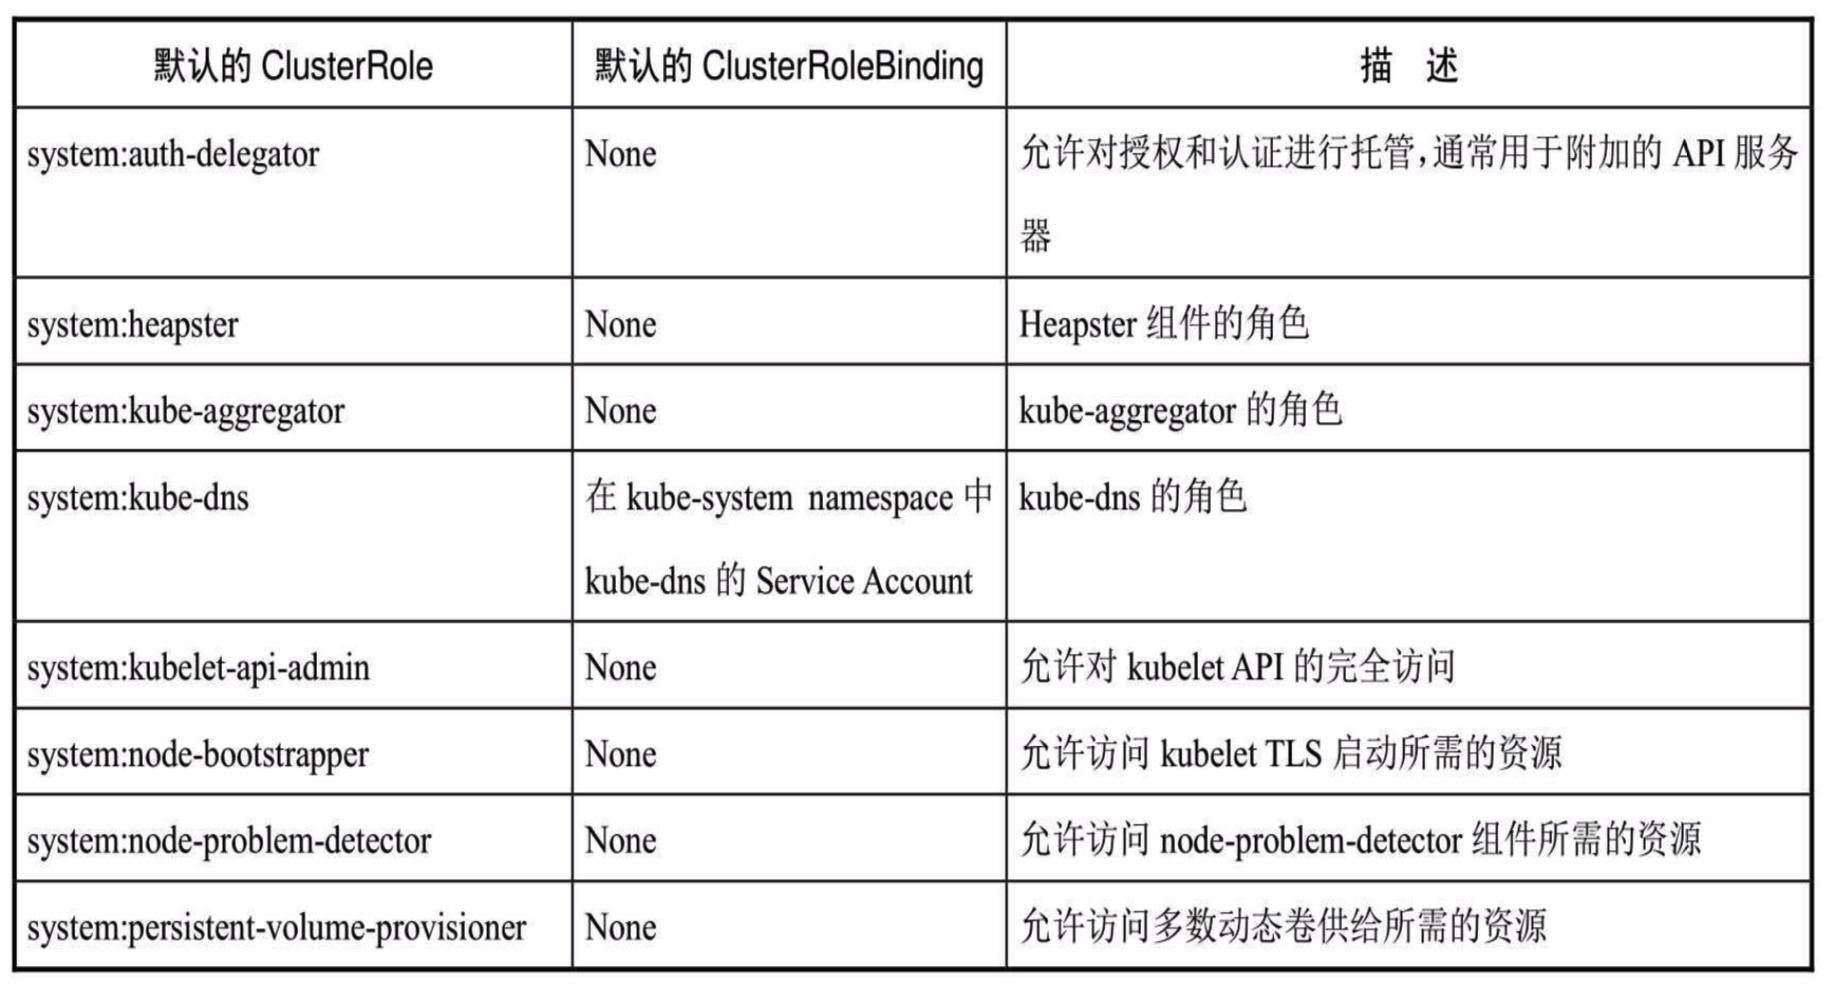 默认的 ClusterRole
默认的 ClusterRoleBinding
描 述
system:auth-delegator
None
允许对授权和认证进行托管,通常用于附加的 API 服务
器
system:heapster
None
Heapster 组件的角色
system:kube-aggregator
None
kube-aggregator 的角色
system:kube-dns
在 kube-system namespace 中
kube-dns 的 Service Account
kube-dns 的角色
system:kubelet-api-admin
None
允许对 kubelet API 的完全访问
system:node-bootstrapper
None
允许访问 kubelet TLS 启动所需的资源
system:node-problem-detector
None
允许访问 node-problem-detector 组件所需的资源
system:persistent-volume-provisioner
None
允许访问多数动态卷供给所需的资源